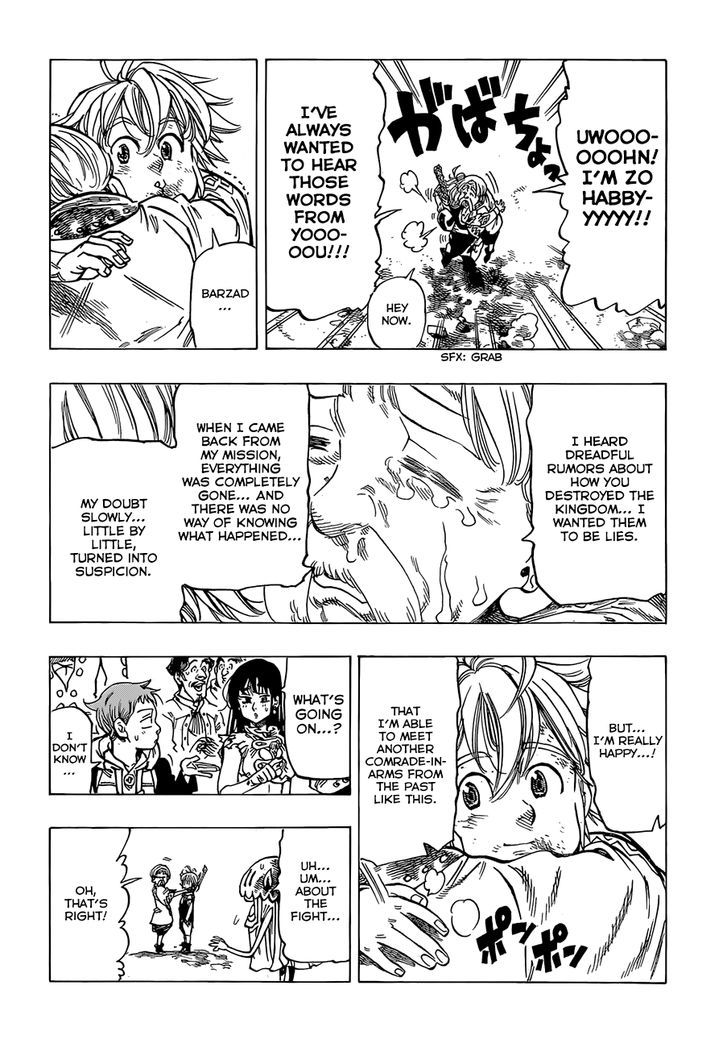 UWOOO-
OOOHN!
I'M ZO
HABBY-
YYYYY!!
がばちょっ
HEY
NOW.
I'VE
ALWAYS
WANTED
TO HEAR
THOSE
WORDS
FROM
YOOO-
OOU!!!
SFX: GRAB
BARZAD
...
I HEARD
DREADFUL
RUMORS ABOUT
HOW YOU
DESTROYED THE
KINGDOM... I
WANTED THEM
TO BE LIES.
WHEN I CAME
BACK FROM
MY MISSION,
EVERYTHING
WAS COMPLETELY
GONE... AND
THERE WAS NO
WAY OF KNOWING
WHAT HAPPENED...
MY DOUBT
SLOWLY...
LITTLE BY
LITTLE,
TURNED INTO
SUSPICION.
BUT...
I'M REALLY
HAPPY...!
THAT
I'M ABLE
TO MEET
ANOTHER
COMRADE-IN-
ARMS FROM
THE PAST
LIKE THIS.
ポンポン
WHAT'S
GOING
ON...?
I
DON'T
KNOW
...
UH...
UM...
ABOUT
THE
FIGHT...
OH,
THAT'S
RIGHT!